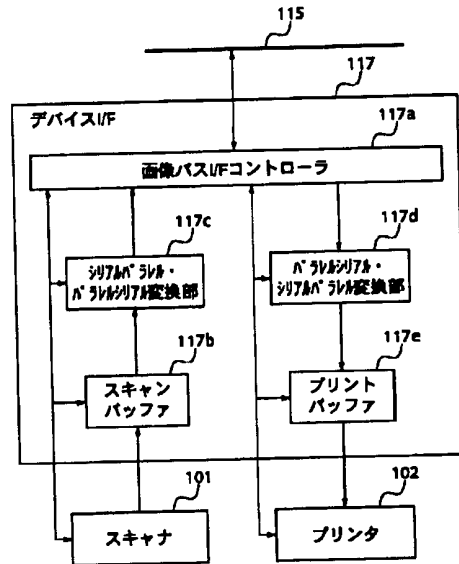 115
117
デバイスI/F
117a
画像バスI/Fコントローラ
117c
117d
シリアルパラレル・
パラレルシリアル変換部
パラレルシリアル・
シリアルパラレル変換部
117b
117e
スキャン
バッファ
プリント
バッファ
101
102
スキャナ
プリンタ